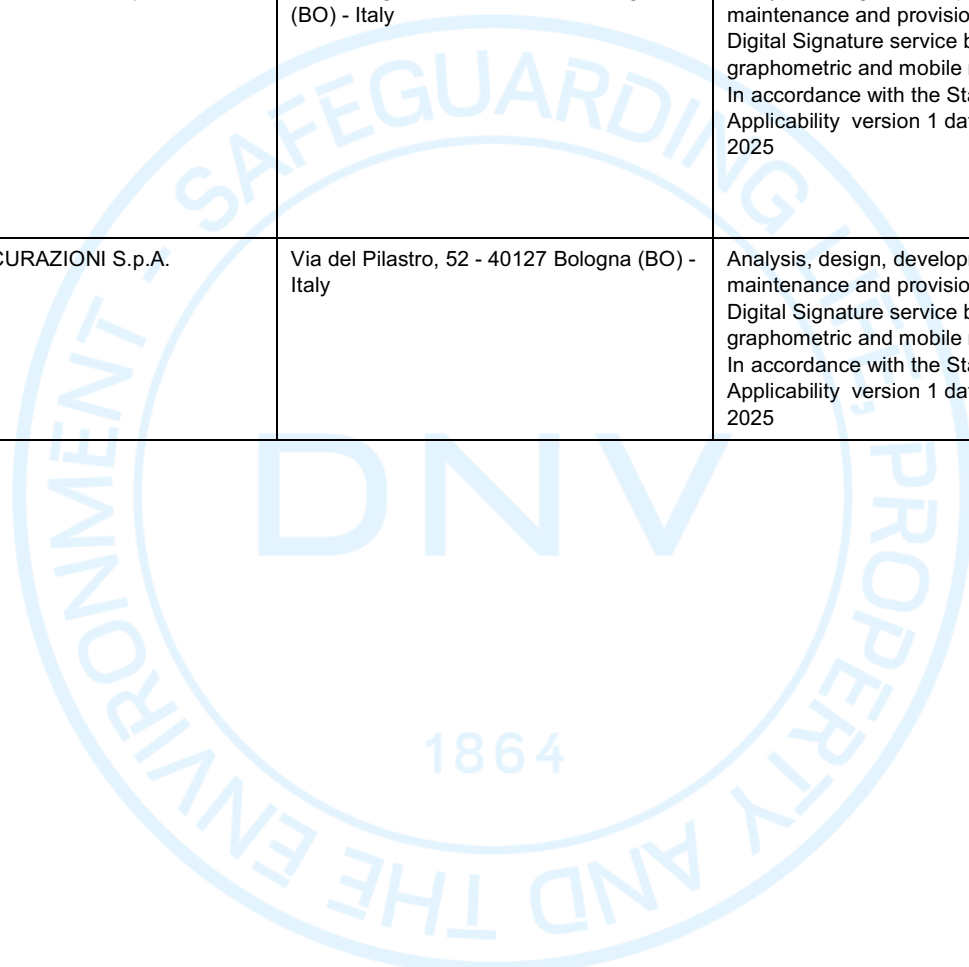 (BO) - Italy
maintenance and provision
Digital Signature service b
graphometric and mobile
In accordance with the Sta
Applicability version 1 da
2025
CURAZIONI S.p.A.
Via del Pilastro, 52 - 40127 Bologna (BO) -
Italy
Analysis, design, develop
maintenance and provisio
Digital Signature service b
graphometric and mobile
In accordance with the Sta
Applicability version 1 da
2025
SAFEGUARDING LIFE, PROPERTY AND THE ENVIRONMENT -
DNV
1864